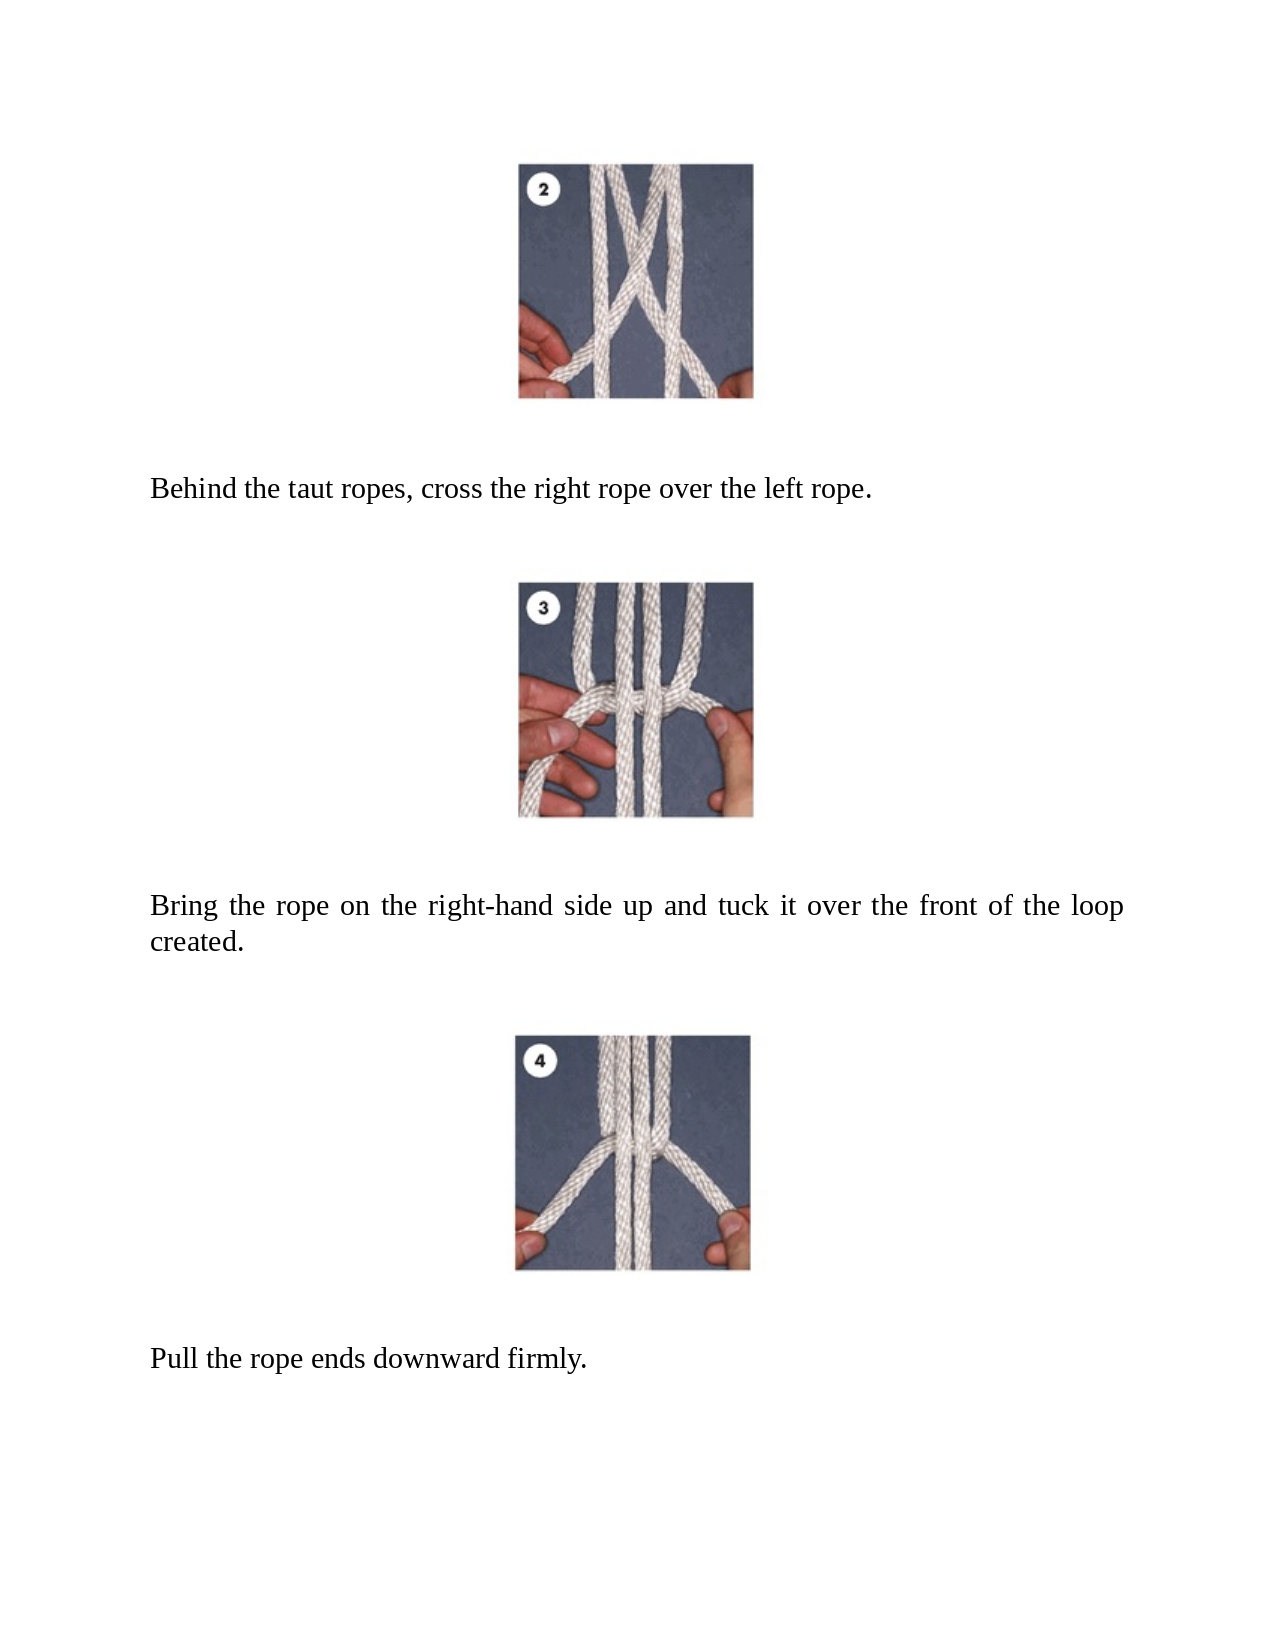 2
Behind the taut ropes, cross the right rope over the left rope.
3
Bring the rope on the right-hand side up and tuck it over the front of the loop
created.
4
Pull the rope ends downward firmly.